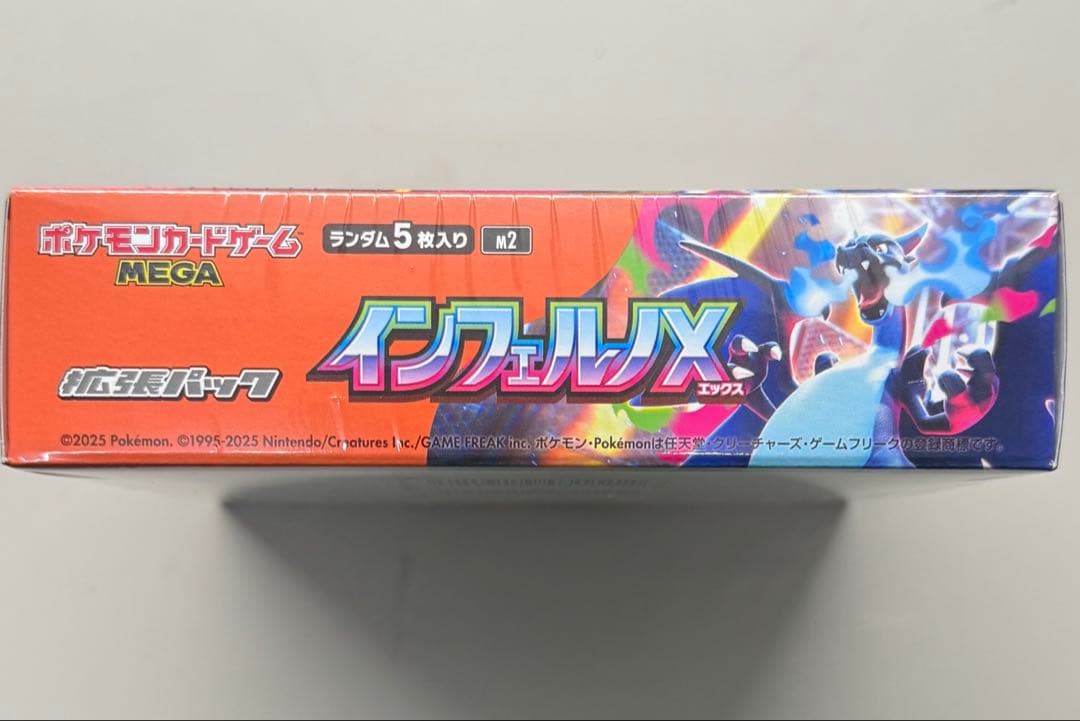 ポケモンカードゲーム
MEGA
ランダム5枚入り M2
インフェルノX
エックス
拡張パック
©2025 Pokémon. ©1995-2025 Nintendo/Creatures Inc./GAME FREAK inc. ポケモン・Pokémonは任天堂・クリーチャーズ・ゲームフリークの登録商標です。